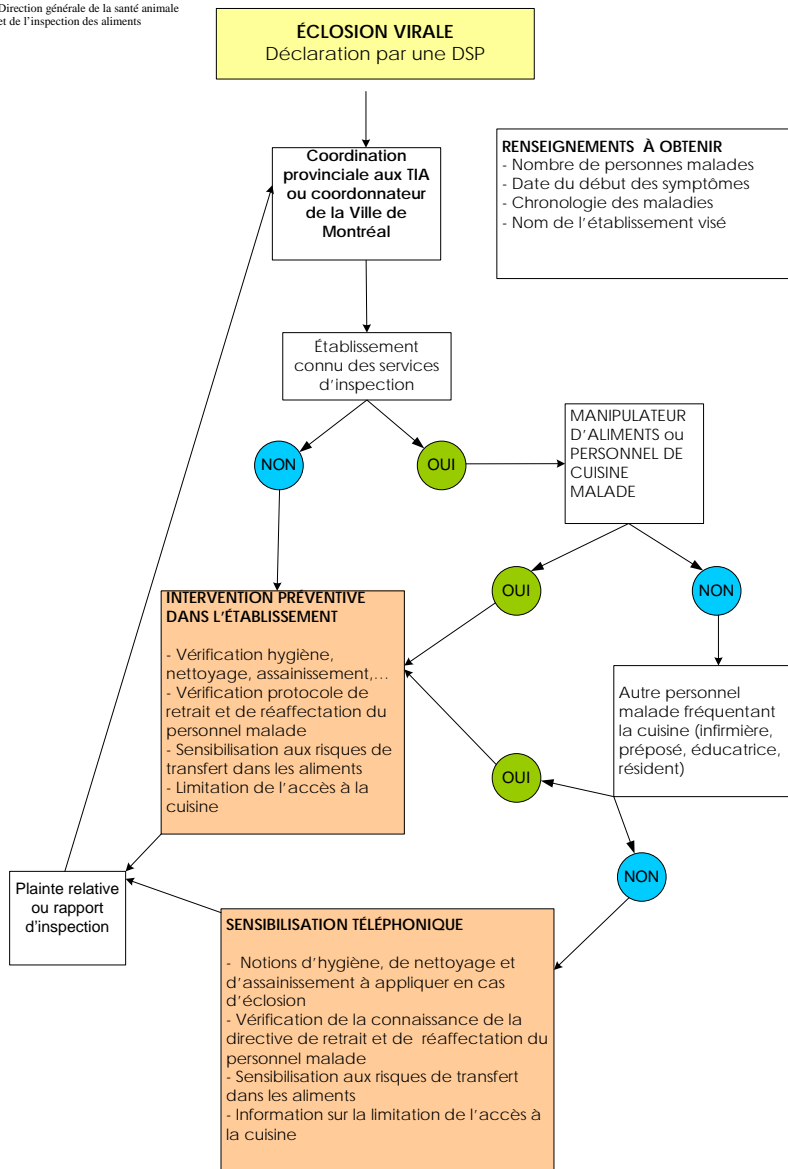 Direction générale de la santé animale
et de l'inspection des aliments
ÉCLOSION VIRALE
Déclaration par une DSP
Coordination
provinciale aux TIA
ou coordonnateur
de la Ville de
Montréal
RENSEIGNEMENTS À OBTENIR
- Nombre de personnes malades
- Date du début des symptômes
- Chronologie des maladies
- Nom de l'établissement visé
Établissement
connu des services
d'inspection
NON
OUI
MANIPULATEUR
D'ALIMENTS ou
PERSONNEL DE
CUISINE
MALADE
OUI
NON
INTERVENTION PRÉVENTIVE
DANS L'ÉTABLISSEMENT
- Vérification hygiène,
nettoyage, assainissement,...
- Vérification protocole de
retrait et de réaffectation du
personnel malade
- Sensibilisation aux risques de
transfert dans les aliments
- Limitation de l'accès à la
cuisine
Autre personnel
malade fréquentant
la cuisine (infirmière,
préposé, éducatrice,
résident)
OUI
NON
Plainte relative
ou rapport
d'inspection
SENSIBILISATION TÉLÉPHONIQUE
- Notions d'hygiène, de nettoyage et
d'assainissement à appliquer en cas
d'éclosion
- Vérification de la connaissance de la
directive de retrait et de réaffectation du
personnel malade
- Sensibilisation aux risques de transfert
dans les aliments
- Information sur la limitation de l'accès à
la cuisine